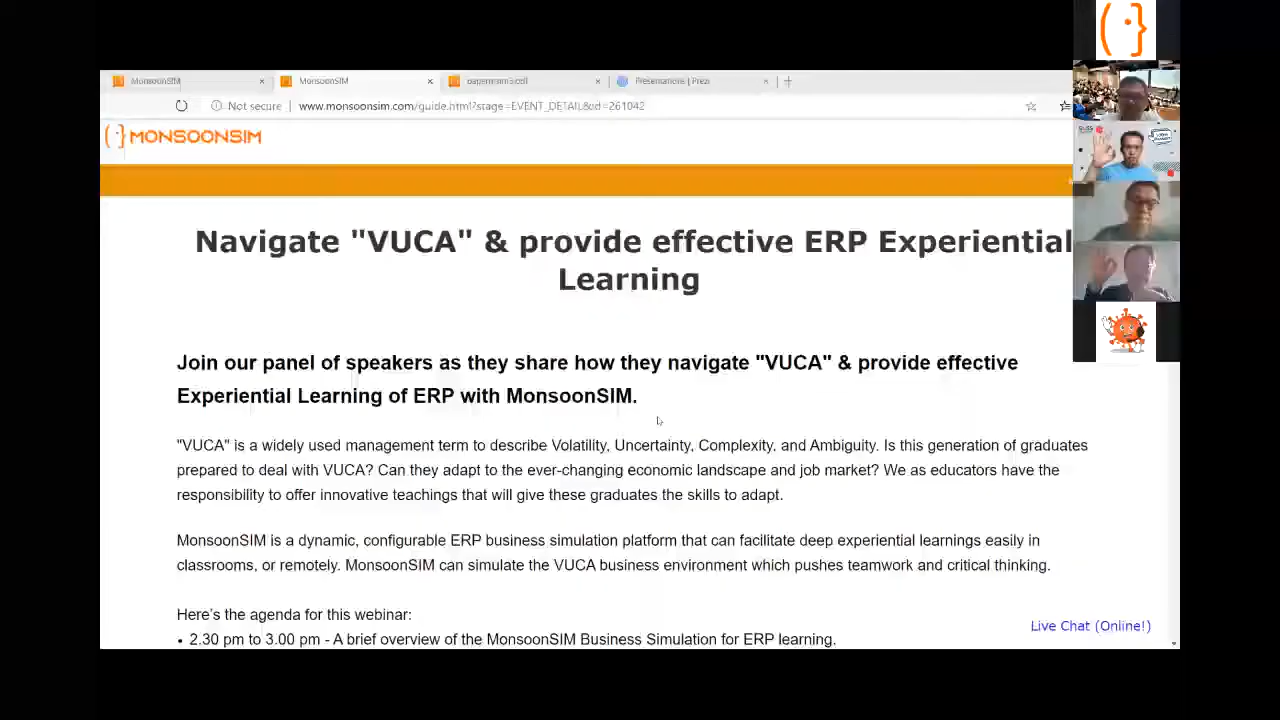 MonsoonSIM
MonsoonSIM
Presentations | Prezi
Not secure | www.monsoonsim.com/guide.html?stage=EVENT_DETAIL&id=261042
MONSOONSIM
Navigate "VUCA" & provide effective ERP Experiential
Learning
Join our panel of speakers as they share how they navigate "VUCA" & provide effective
Experiential Learning of ERP with MonsoonSIM.
"VUCA" is a widely used management term to describe Volatility, Uncertainty, Complexity, and Ambiguity. Is this generation of graduates
prepared to deal with VUCA? Can they adapt to the ever-changing economic landscape and job market? We as educators have the
responsibility to offer innovative teachings that will give these graduates the skills to adapt.
MonsoonSIM is a dynamic, configurable ERP business simulation platform that can facilitate deep experiential learnings easily in
classrooms, or remotely. MonsoonSIM can simulate the VUCA business environment which pushes teamwork and critical thinking.
Here's the agenda for this webinar:
• 2.30 pm to 3.00 pm - A brief overview of the MonsoonSIM Business Simulation for ERP learning.
Live Chat (Online!)